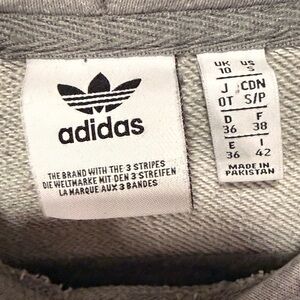 adidas
THE BRAND WITH THE 3 STRIPES
DIE WELTMARKE MIT DEN 3 STREIFEN
LA MARQUE AUX 3 BANDES
UK US
10 S
J CDN
OT S/P
D F
36 38
E I
36 42
MADE IN
PAKISTAN